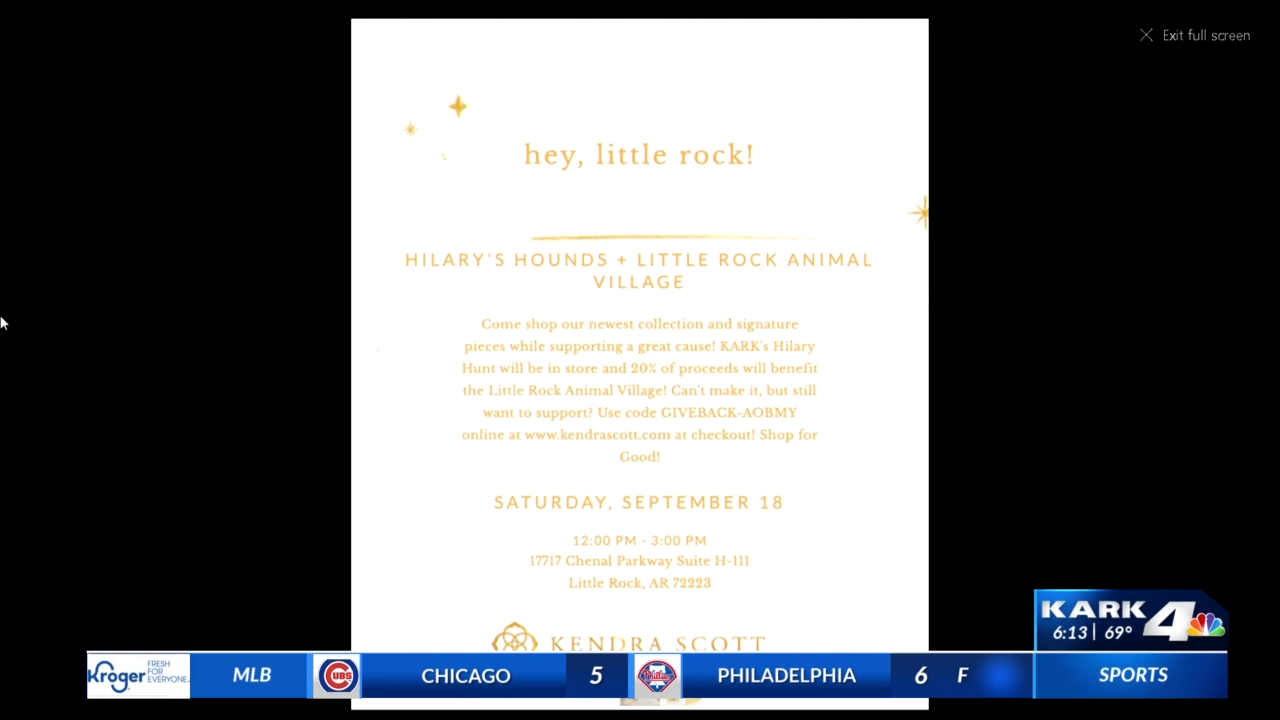 Exit full screen
hey, little rock!
HILARY'S HOUNDS + LITTLE ROCK ANIMAL
VILLAGE
Come shop our newest collection and signature
pieces while supporting a great cause! KARK's Hilary
Hunt will be in store and 20% of proceeds will benefit
the Little Rock Animal Village! Can't make it, but still
want to support? Use code GIVEBACK-AOBMY
online at www.kendrascott.com at checkout! Shop for
Good!
SATURDAY, SEPTEMBER 18
12:00 PM - 3:00 PM
17717 Chenal Parkway Suite H-111
Little Rock, AR 72223
KENDRA SCOTT
KARK 4
6:13 | 69°
Kroger FRESH FOR EVERYONE. MLB CUBS CHICAGO 5 Phillies PHILADELPHIA 6 F SPORTS